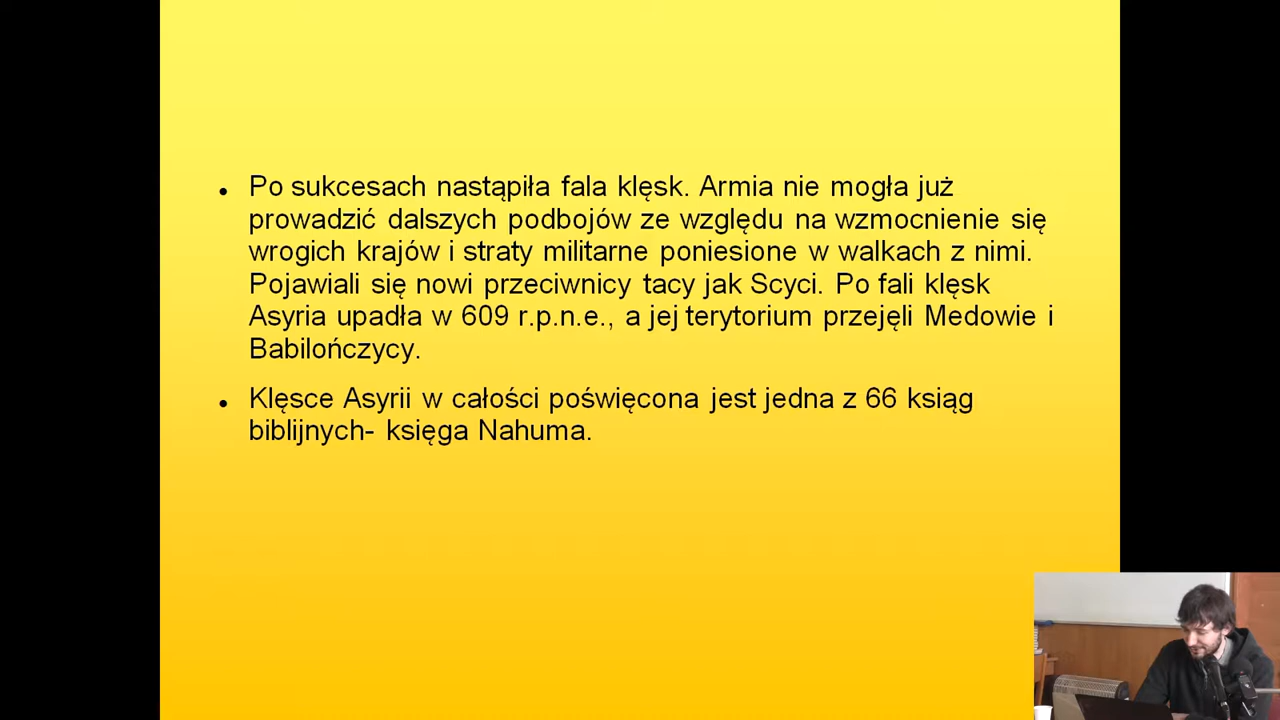 Po sukcesach nastąpiła fala klęsk. Armia nie mogła już
prowadzić dalszych podbojów ze względu na wzmocnienie się
wrogich krajów i straty militarne poniesione w walkach z nimi.
Pojawiali się nowi przeciwnicy tacy jak Scyci. Po fali klęsk
Asyria upadła w 609 r.p.n.e., a jej terytorium przejęli Medowie i
Babilończycy.
Klęsce Asyrii w całości poświęcona jest jedna z 66 ksiąg
biblijnych- księga Nahuma.